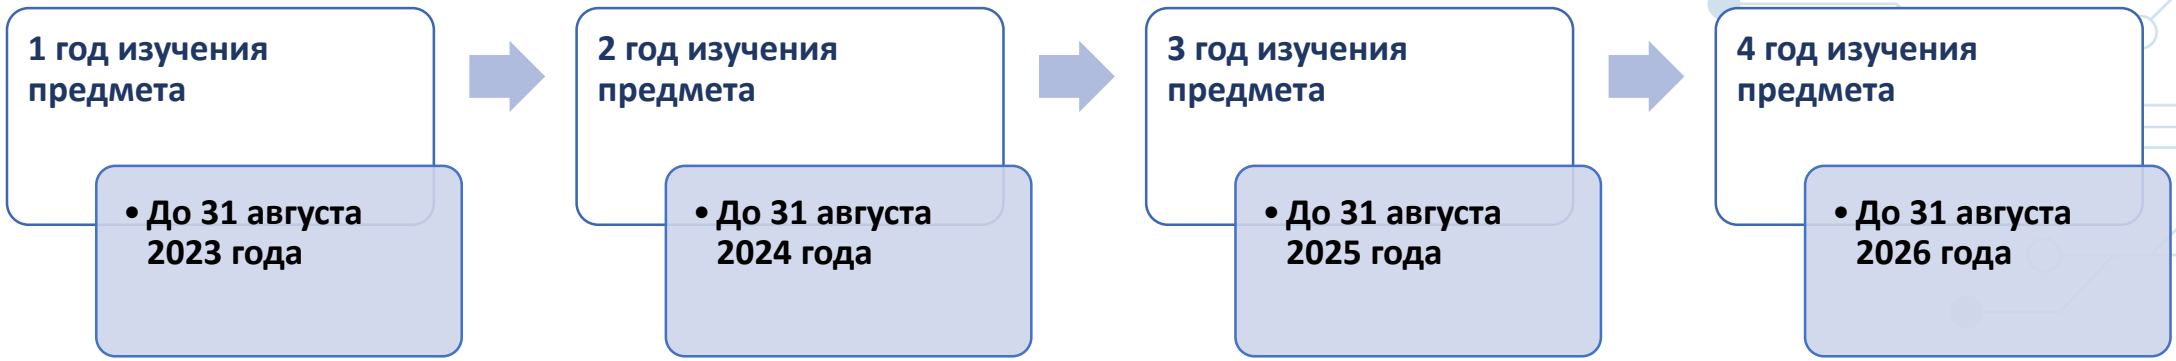 1 год изучения
предмета
• До 31 августа
2023 года
2 год изучения
предмета
• До 31 августа
2024 года
3 год изучения
предмета
• До 31 августа
2025 года
4 год изучения
предмета
• До 31 августа
2026 года